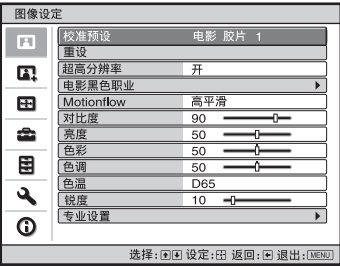 图像设定
校准预设 电影 胶片 1
重设
超高分辨率 开
电影黑色职业
Motionflow 高平滑
对比度 90
亮度 50
色彩 50
色调 50
色温 D65
锐度 10
专业设置
选择: 设定: 返回: 退出: MENU